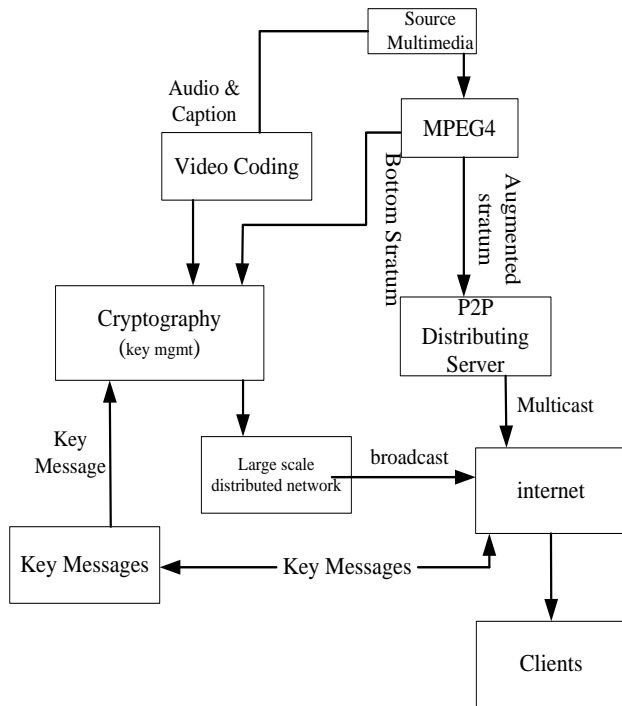 Source
Multimedia
Audio &
Caption
MPEG4
Video Coding
Bottom Stratum
Augmented
stratum
Cryptography
(key mgmt)
P2P
Distributing
Server
Multicast
Key
Message
Large scale
distributed network
broadcast
internet
Key Messages
Key Messages
Clients